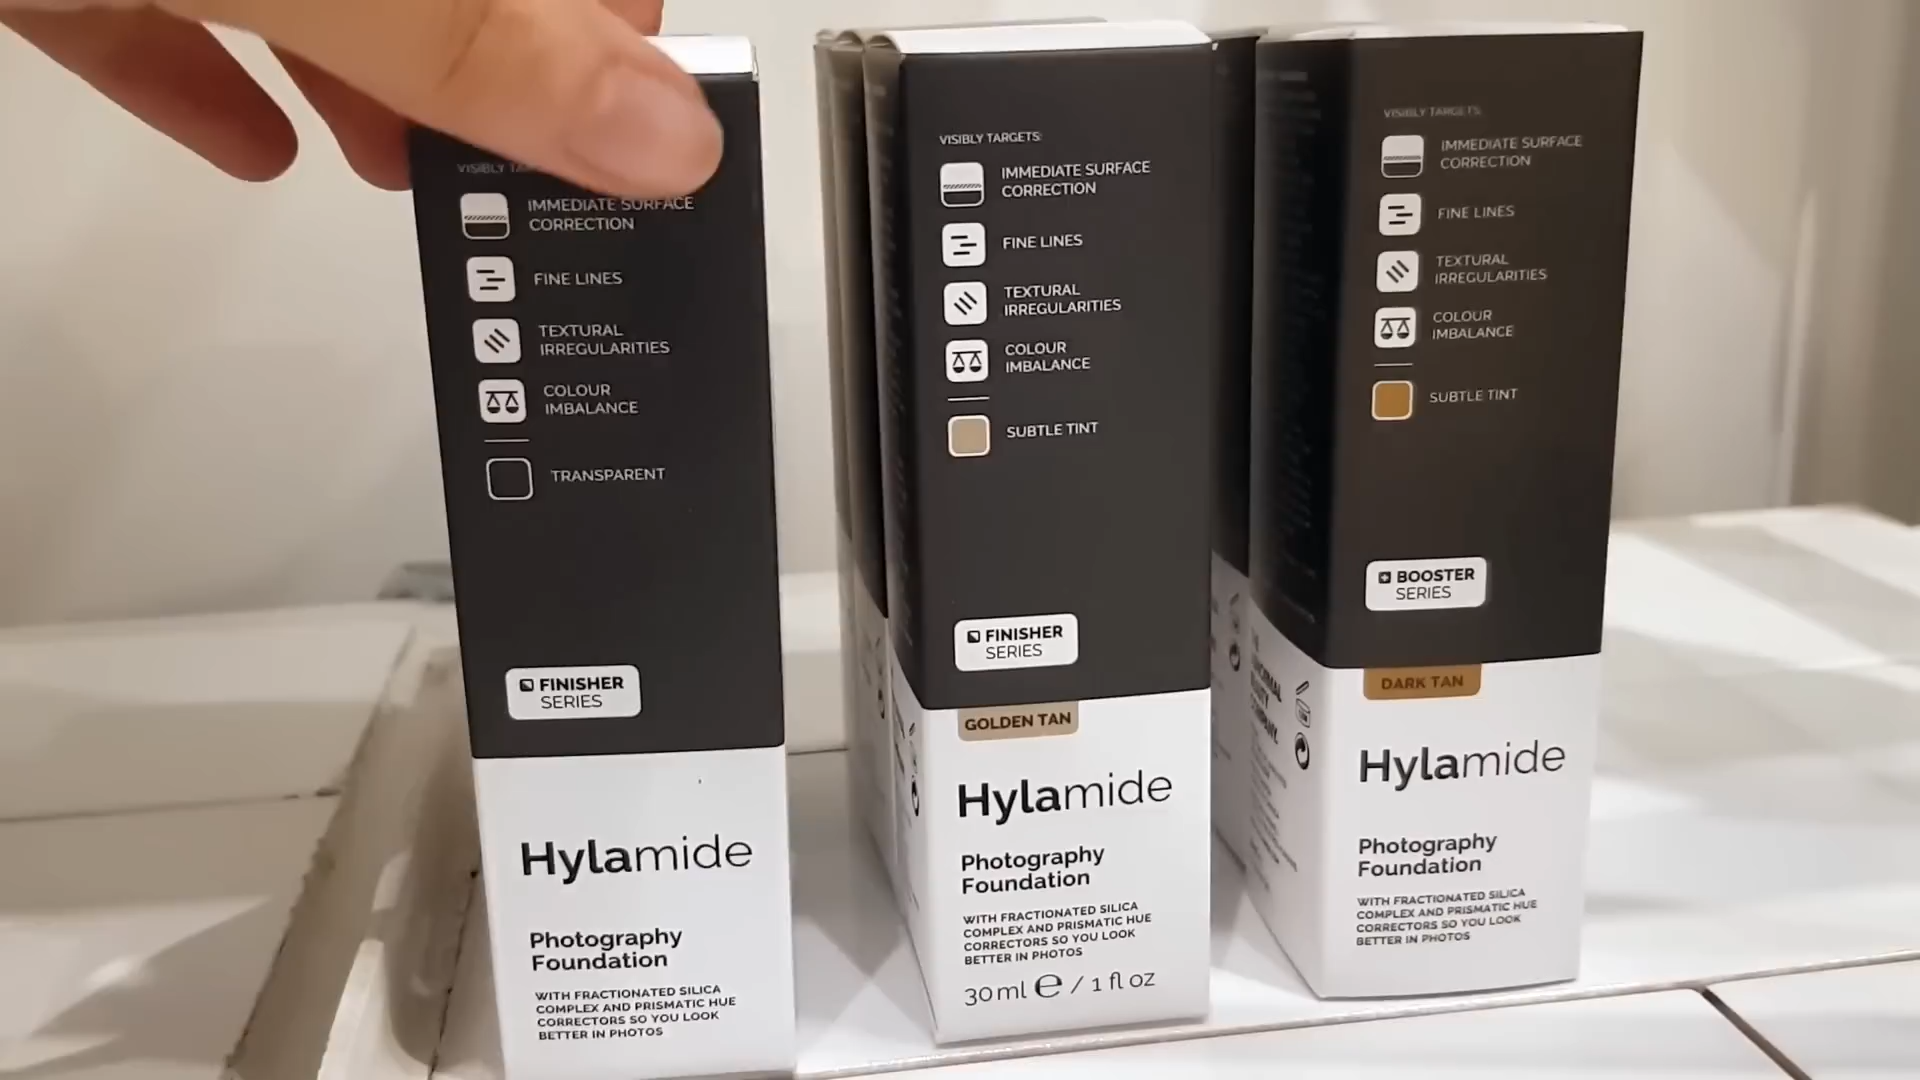 VISIBLY
IMMEDIATE SURFACE
CORRECTION
FINE LINES
TEXTURAL
IRREGULARITIES
COLOUR
IMBALANCE
TRANSPARENT
FINISHER
SERIES
Hylamide
Photography
Foundation
WITH FRACTIONATED SILICA
COMPLEX AND PRISMATIC HUE
CORRECTORS SO YOU LOOK
BETTER IN PHOTOS
VISIBLY TARGETS:
IMMEDIATE SURFACE
CORRECTION
FINE LINES
TEXTURAL
IRREGULARITIES
COLOUR
IMBALANCE
SUBTLE TINT
FINISHER
SERIES
GOLDEN TAN
Hylamide
Photography
Foundation
WITH FRACTIONATED SILICA
COMPLEX AND PRISMATIC HUE
CORRECTORS SO YOU LOOK
BETTER IN PHOTOS
30 ml ℮ / 1 fl oz
VISIBLY TARGETS:
IMMEDIATE SURFACE
CORRECTION
FINE LINES
TEXTURAL
IRREGULARITIES
COLOUR
IMBALANCE
SUBTLE TINT
BOOSTER
SERIES
DARK TAN
Hylamide
Photography
Foundation
WITH FRACTIONATED SILICA
COMPLEX AND PRISMATIC HUE
CORRECTORS SO YOU LOOK
BETTER IN PHOTOS